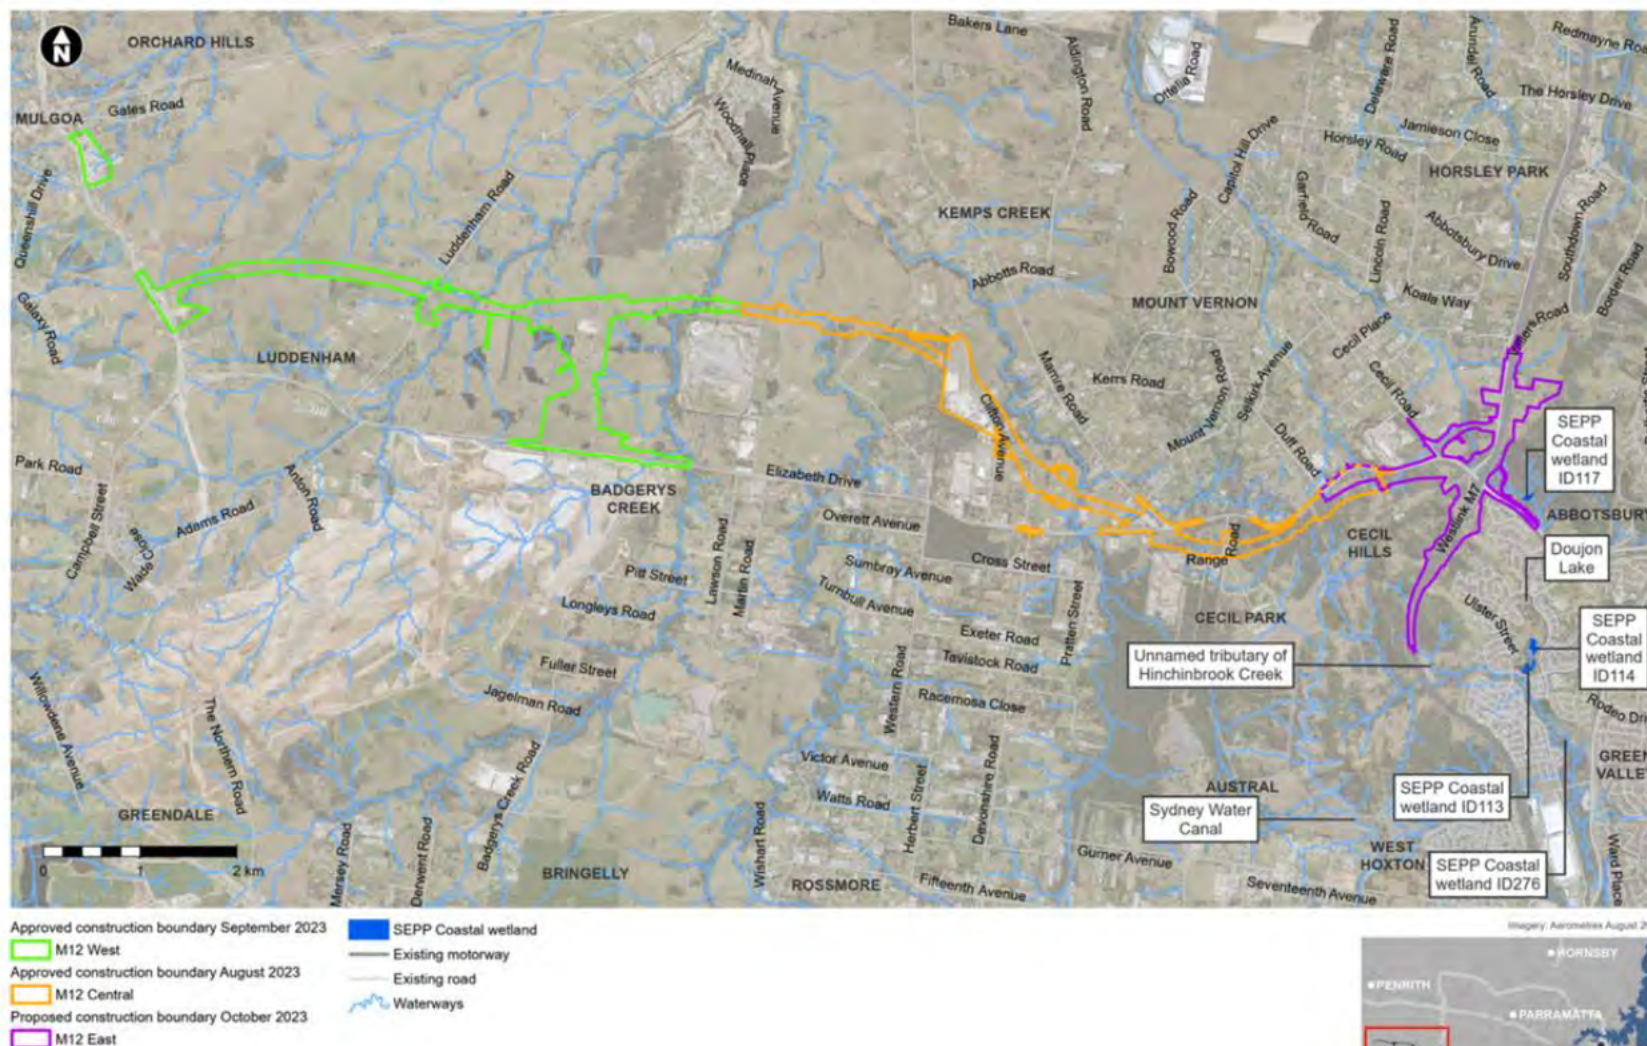 N
ORCHARD HILLS
MULGOA
Gates Road
Queenshill Drive
Galaxy Road
Luddenham Road
LUDDENHAM
Medinah Avenue
Woodhall Place
Bakers Lane
Aldington Road
Ottelia Road
Delaware Road
Arundel Road
Redmayne
The Horsley Drive
Jamieson Close
Horsley Road
HORSLEY PARK
Capitol Hill Drive
Garfield Road
Lincoln Road
Abbotsbury Drive
Southdown Road
Border Road
KEMPS CREEK
Abbotts Road
Bowood Road
MOUNT VERNON
Koala Way
Cecil Place
Cecil Road
Mamre Road
Kerrs Road
Mount Vernon Road
Selkirk Avenue
Duff Road
Clifton Avenue
Park Road
Campbell Street
Wade Close
Adams Road
Anton Road
BADGERYS
CREEK
Elizabeth Drive
Overett Avenue
Cross Street
Range Road
CECIL
HILLS
Westlink M7
SEPP
Coastal
wetland
ID117
ABBOTSBURY
Doujon
Lake
Pitt Street
Lawson Road
Martin Road
Sumbray Avenue
Turnbull Avenue
Longleys Road
Exeter Road
Pratten Street
CECIL PARK
Ulster Street
SEPP
Coastal
wetland
ID114
Fuller Street
Jagelman Road
Western Road
Tavistock Road
Racemosa Close
Unnamed tributary of
Hinchinbrook Creek
Willowdene Avenue
The Northern Road
Badgerys Creek Road
Victor Avenue
Watts Road
Herbert Street
Devonshire Road
Wishart Road
AUSTRAL
Sydney Water
Canal
SEPP Coastal
wetland ID113
GREEN
VALLEY
GREENDALE
Mersey Road
Derwent Road
BRINGELLY
ROSSMORE
Fifteenth Avenue
Gurner Avenue
Seventeenth Avenue
WEST
HOXTON
SEPP Coastal
wetland ID276
Ward Place
0 1 2 km
Approved construction boundary September 2023
M12 West
Approved construction boundary August 2023
M12 Central
Proposed construction boundary October 2023
M12 East
SEPP Coastal wetland
Existing motorway
Existing road
Waterways
Imagery: Aerometrex August
HORNSBY
PENRITH
PARRAMATTA